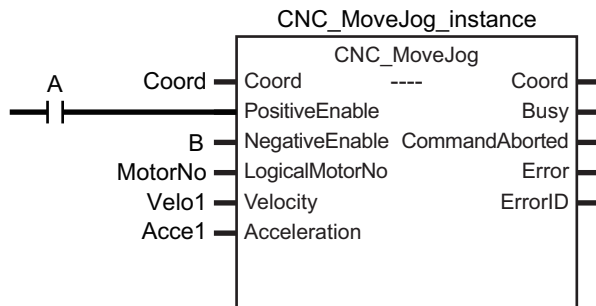 CNC_MoveJog_instance
CNC_MoveJog
A
Coord Coord ---- Coord
PositiveEnable Busy
B NegativeEnable CommandAborted
MotorNo LogicalMotorNo Error
Velo1 Velocity ErrorID
Acce1 Acceleration